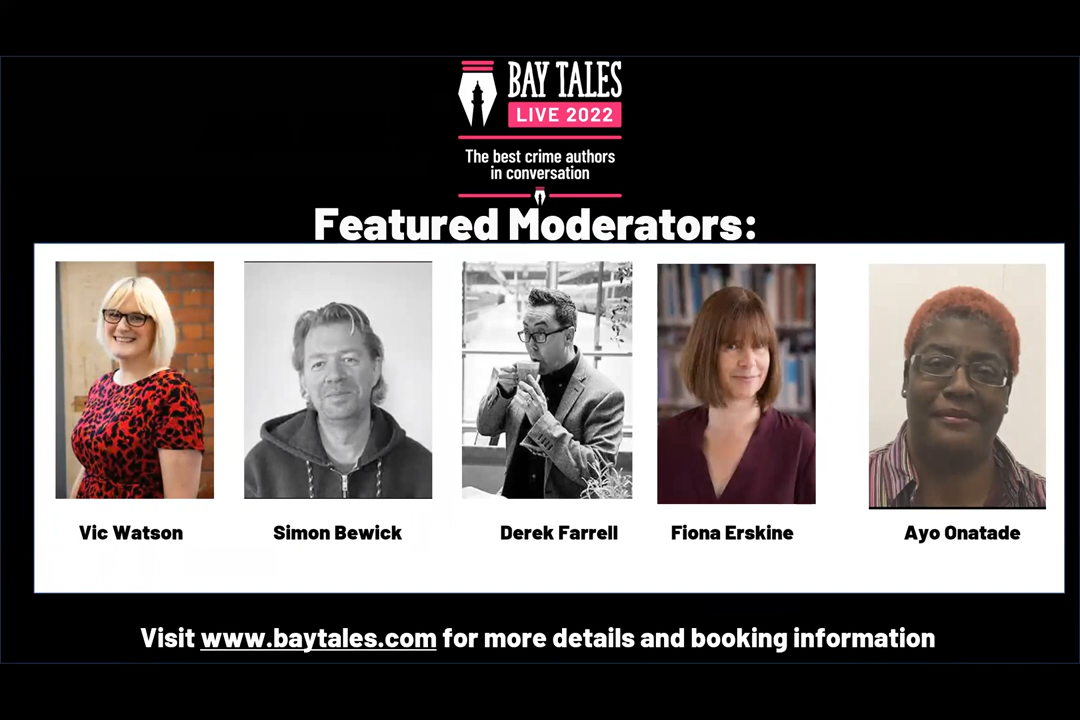 BAY TALES
LIVE 2022
The best crime authors
in conversation
Featured Moderators:
Vic Watson
Simon Bewick
Derek Farrell
Fiona Erskine
Ayo Onatade
Visit www.baytales.com for more details and booking information